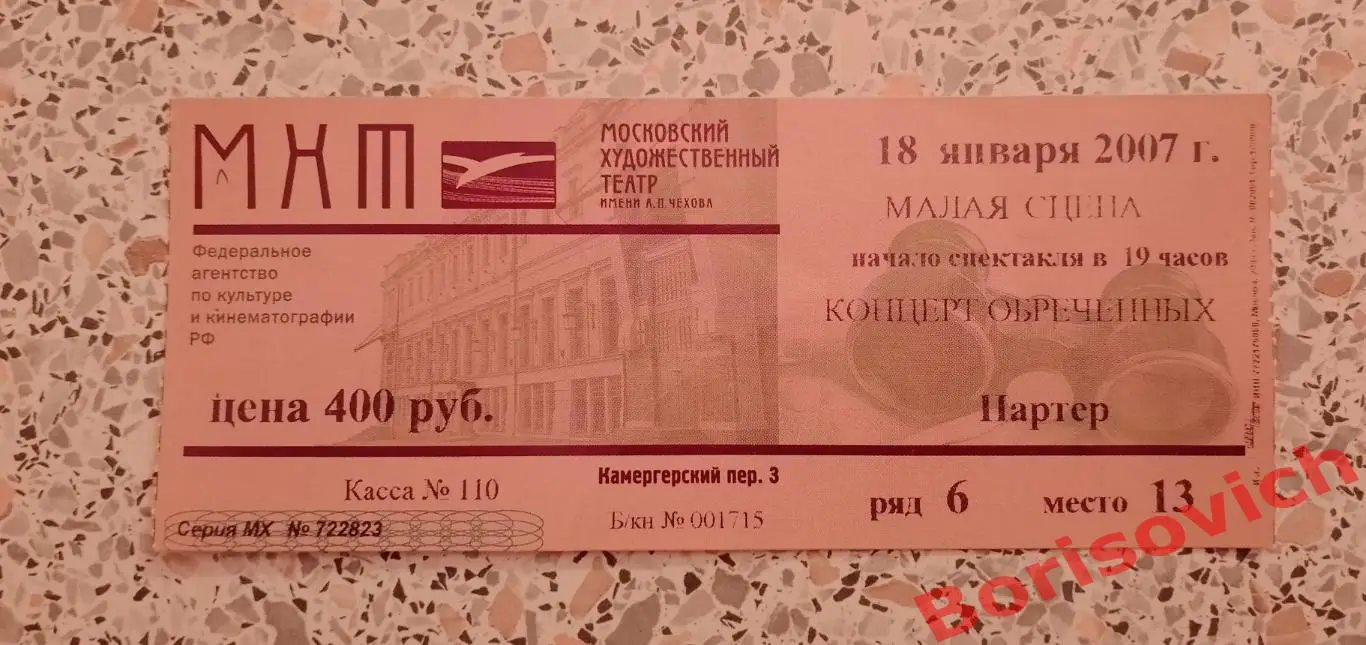 МХТ
МОСКОВСКИЙ
ХУДОЖЕСТВЕННЫЙ
ТЕАТР
ИМЕНИ А.П.ЧЕХОВА
Федеральное
агентство
по культуре
и кинематографии
РФ
цена 400 руб.
18 января 2007 г.
МАЛАЯ СЦЕНА
начало спектакля в 19 часов
КОНЦЕРТ ОБРЕЧЕННЫХ
Партер
Касса № 110
Камергерский пер. 3
Б/кн № 001715
ряд 6 место 13
Серия МХ № 722823
Borisovich